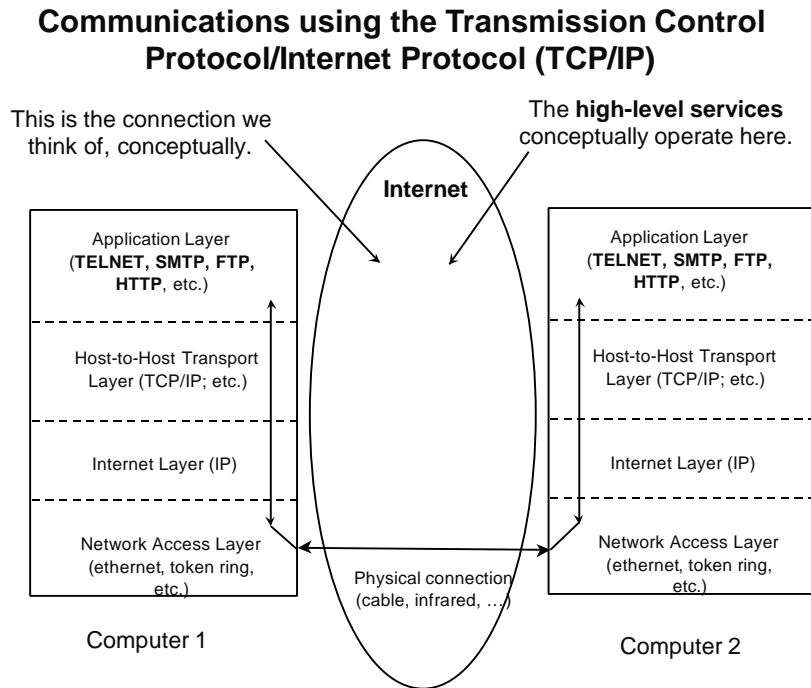 Communications using the Transmission Control
Protocol/Internet Protocol (TCP/IP)
This is the connection we
think of, conceptually.
The high-level services
conceptually operate here.
Internet
Application Layer
(TELNET, SMTP, FTP,
HTTP, etc.)
Host-to-Host Transport
Layer (TCP/IP; etc.)
Internet Layer (IP)
Network Access Layer
(ethernet, token ring,
etc.)
Computer 1
Physical connection
(cable, infrared, …)
Application Layer
(TELNET, SMTP, FTP,
HTTP, etc.)
Host-to-Host Transport
Layer (TCP/IP; etc.)
Internet Layer (IP)
Network Access Layer
(ethernet, token ring,
etc.)
Computer 2